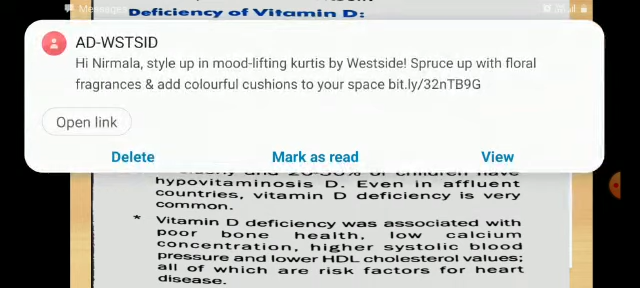 Messages
Deficiency of Vitamin D:
AD-WSTSID
Hi Nirmala, style up in mood-lifting kurtis by Westside! Spruce up with floral
fragrances & add colourful cushions to your space bit.ly/32nTB9G
Open link
Delete Mark as read View
of children have
hypovitaminosis D. Even in affluent
countries, vitamin D deficiency is very
common.
* Vitamin D deficiency was associated with
poor bone health, low calcium
concentration, higher systolic blood
pressure and lower HDL cholesterol values;
all of which are risk factors for heart
disease.